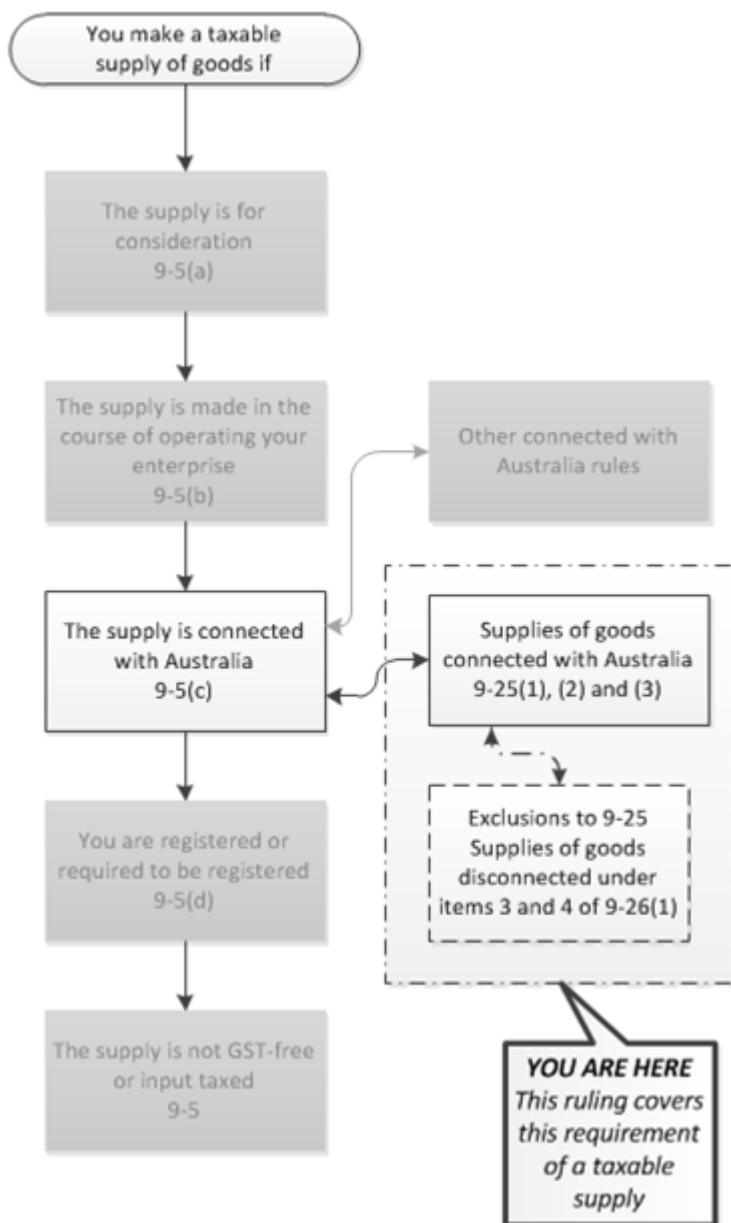 You make a taxable
supply of goods if
The supply is for
consideration
9-5(a)
The supply is made in the
course of operating your
enterprise
9-5(b)
Other connected with
Australia rules
The supply is connected
with Australia
9-5(c)
Supplies of goods
connected with Australia
9-25(1), (2) and (3)
Exclusions to 9-25
Supplies of goods
disconnected under
items 3 and 4 of 9-26(1)
You are registered or
required to be registered
9-5(d)
The supply is not GST-free
or input taxed
9-5
YOU ARE HERE
This ruling covers
this requirement
of a taxable
supply